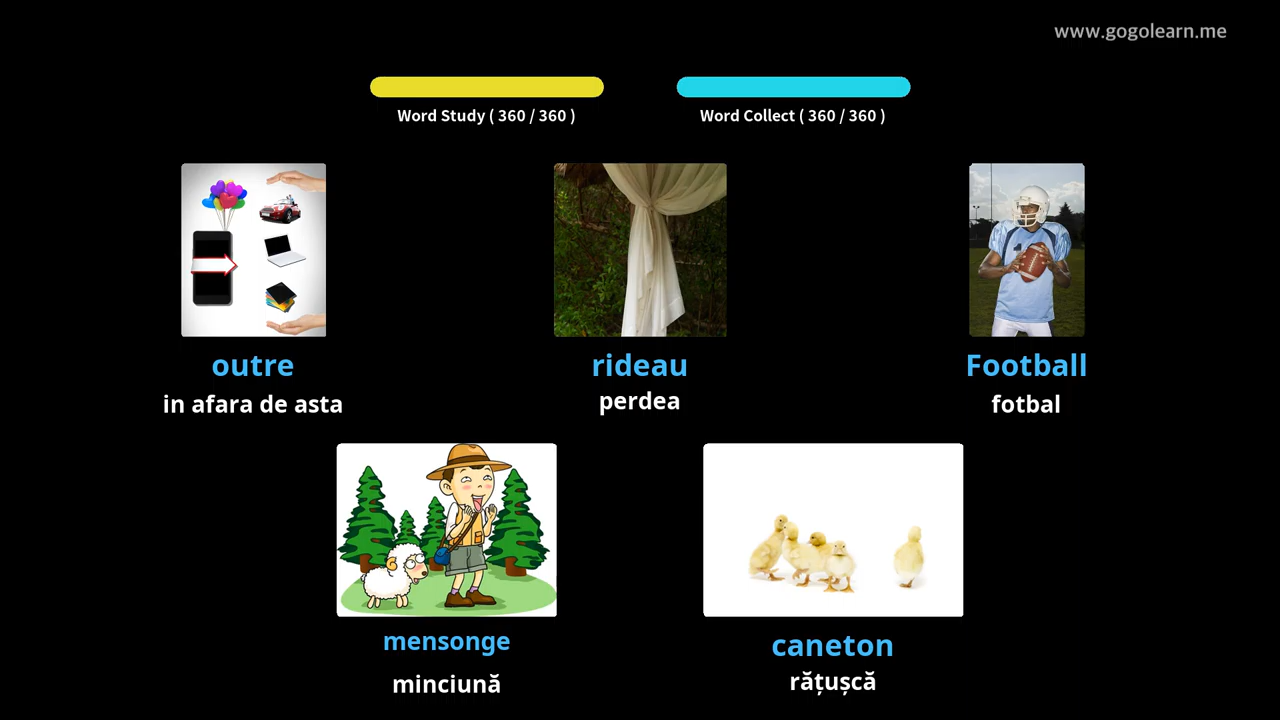 www.gogolearn.me
Word Study ( 360 / 360 )
Word Collect ( 360 / 360 )
outre
in afara de asta
rideau
perdea
Football
fotbal
mensonge
minciună
caneton
rățușcă